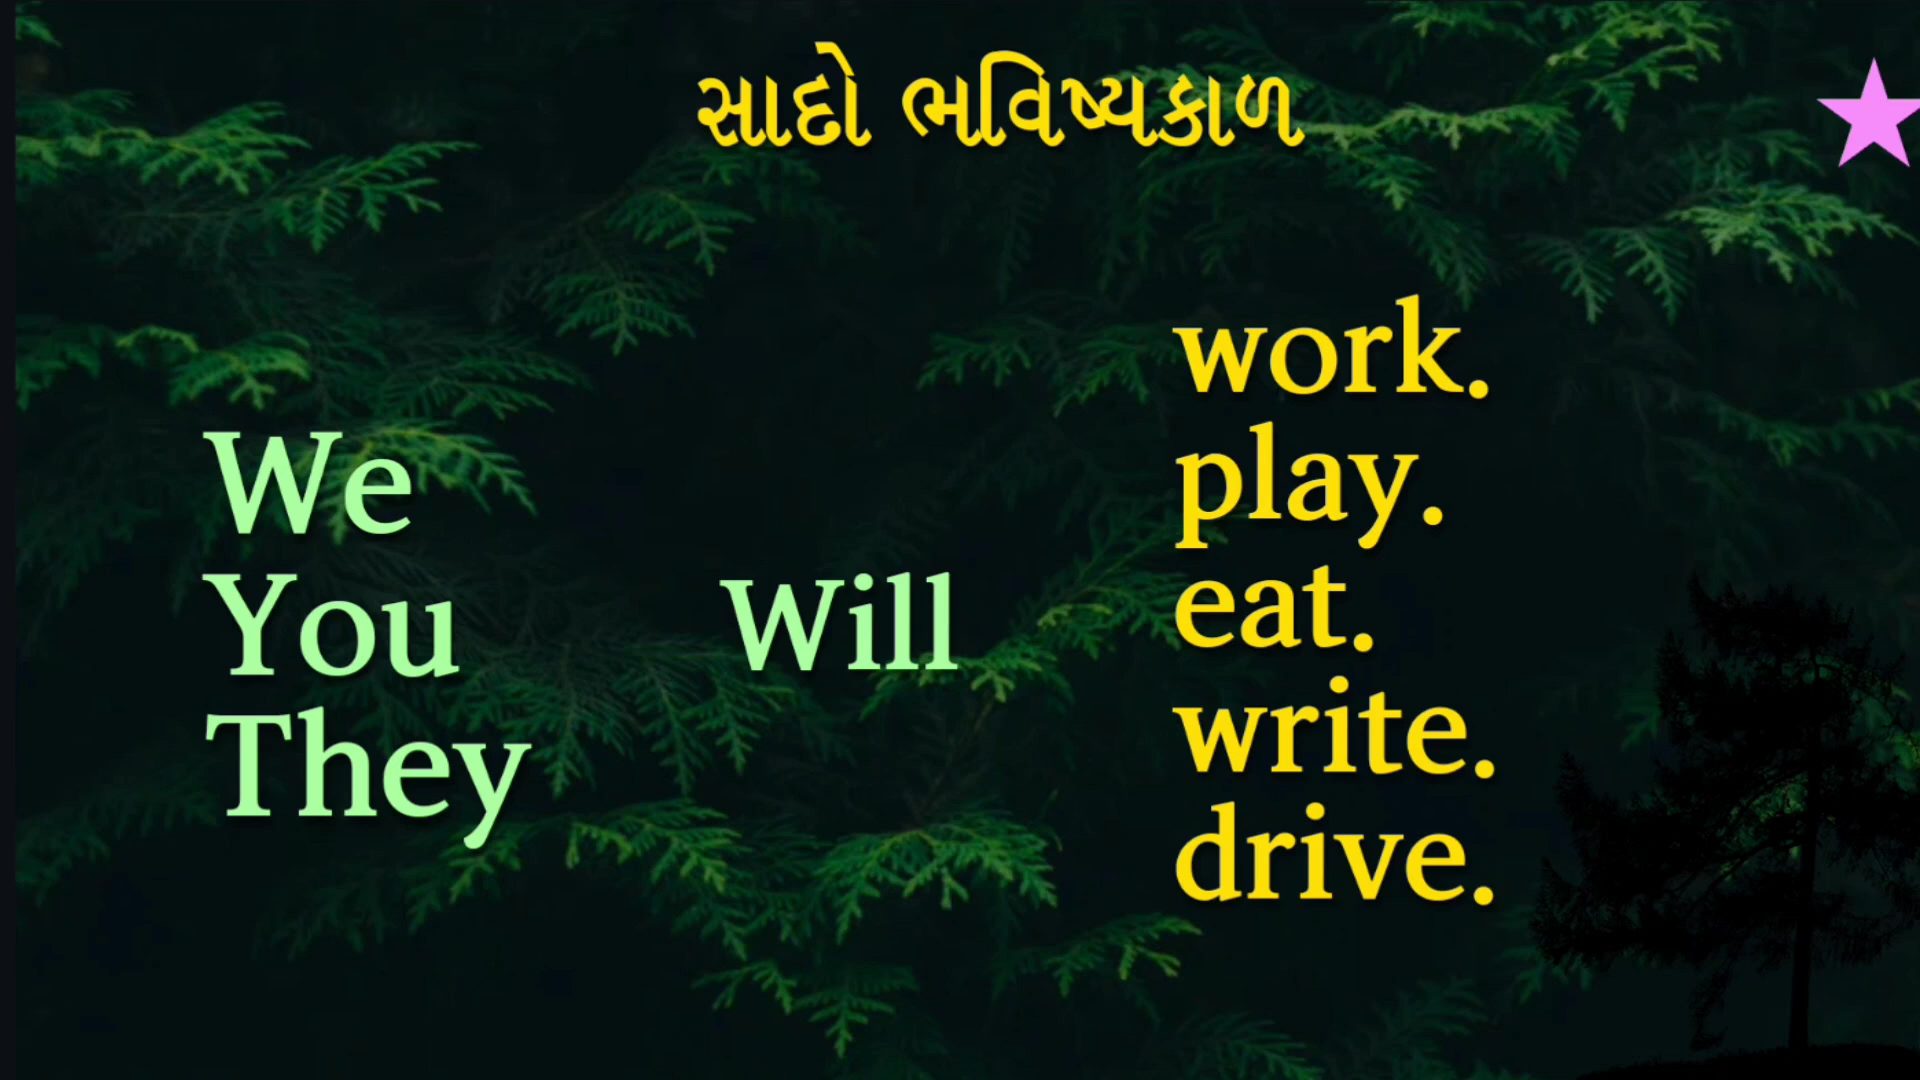 સાદો ભવિષ્યકાળ
We
You
They
Will
work.
play.
eat.
write.
drive.